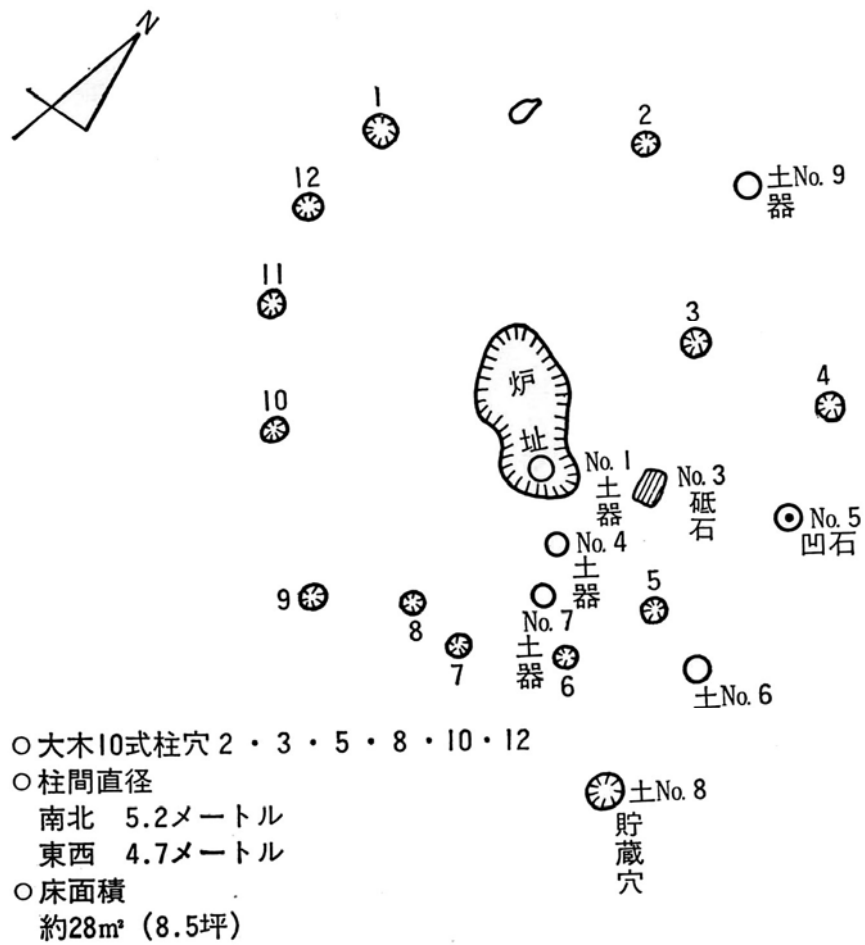 N
1
2
12
土器 No. 9
11
3
4
10
炉址
No. 1
土器
No. 3
砥石
No. 5
凹石
No. 4
土器
5
9
8
No. 7
土器
7
6
土No. 6
○大木10式柱穴 2・3・5・8・10・12
○柱間直径
南北 5.2メートル
東西 4.7メートル
土No. 8
貯蔵穴
○床面積
約28m²（8.5坪）